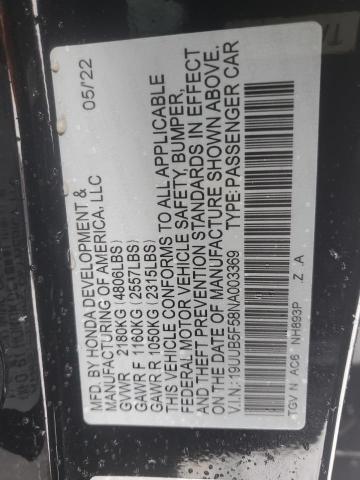 MFD. BY HONDA DEVELOPMENT & 05/22
MANUFACTURING OF AMERICA, LLC
GVWR 2180KG (4806LBS)
GAWR F 1160KG (2557LBS)
GAWR R 1050KG (2315LBS)
THIS VEHICLE CONFORMS TO ALL APPLICABLE
FEDERAL MOTOR VEHICLE SAFETY, BUMPER,
AND THEFT PREVENTION STANDARDS IN EFFECT
ON THE DATE OF MANUFACTURE SHOWN ABOVE.
V.I.N.: 19UUB5F58NA003369 TYPE: PASSENGER CAR
TGV N AC6 NH893P Z A